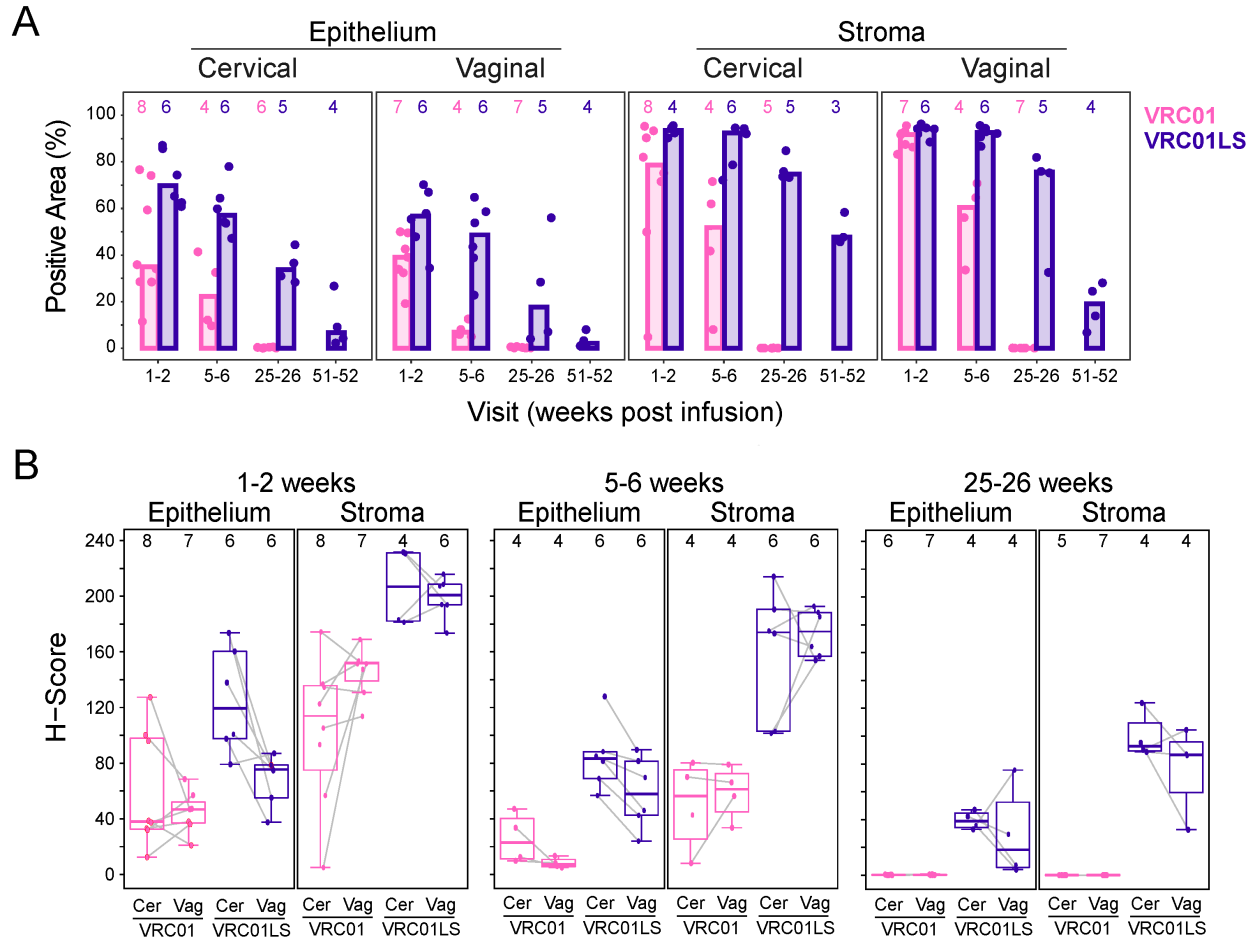 A
Epithelium Stroma
Cervical Vaginal Cervical Vaginal
8 6 4 6 6 5 4 7 6 4 6 7 5 4 8 4 4 6 5 5 3 7 6 4 6 7 5 4
VRC01
VRC01LS
Positive Area (%)
100
80
60
40
20
0
1-2 5-6 25-26 51-52 1-2 5-6 25-26 51-52 1-2 5-6 25-26 51-52 1-2 5-6 25-26 51-52
Visit (weeks post infusion)
B
1-2 weeks 5-6 weeks 25-26 weeks
Epithelium Stroma Epithelium Stroma Epithelium Stroma
8 7 6 6 8 7 4 6 4 4 6 6 4 4 6 6 6 7 4 4 5 7 4 4
H-Score
240
200
160
120
80
40
0
Cer Vag Cer Vag Cer Vag Cer Vag Cer Vag Cer Vag Cer Vag Cer Vag Cer Vag Cer Vag Cer Vag Cer Vag
VRC01 VRC01LS VRC01 VRC01LS VRC01 VRC01LS VRC01 VRC01LS VRC01 VRC01LS VRC01 VRC01LS